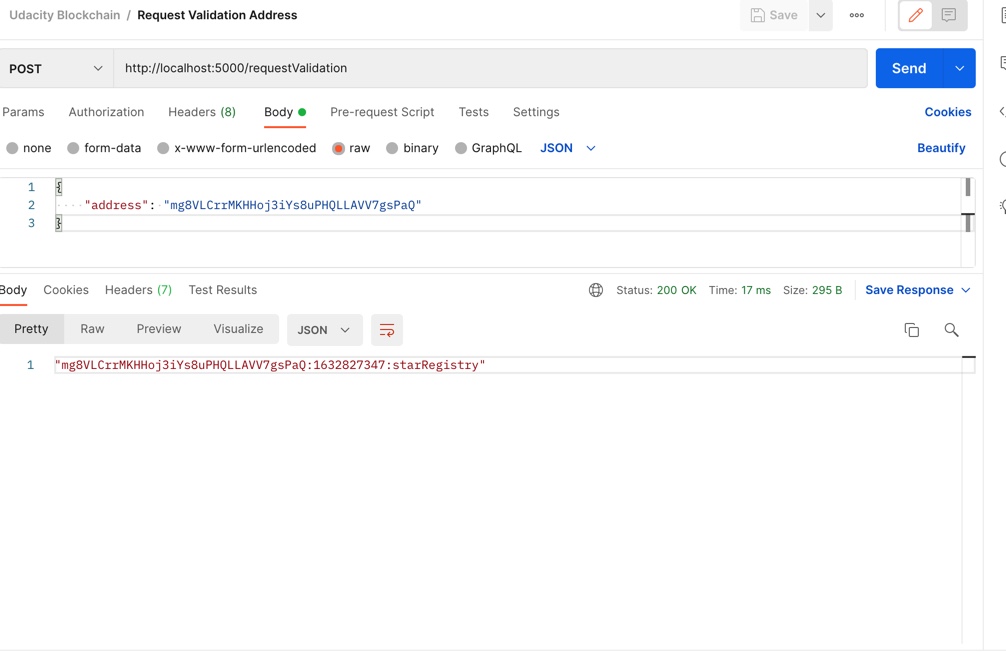 Udacity Blockchain / Request Validation Address
Save
POST http://localhost:5000/requestValidation Send
Params Authorization Headers (8) Body Pre-request Script Tests Settings Cookies
none form-data x-www-form-urlencoded raw binary GraphQL JSON Beautify
1 {
2 "address": "mg8VLCrrMKHHoj3iYs8uPHQLLAVV7gsPaQ"
3 }
Body Cookies Headers (7) Test Results Status: 200 OK Time: 17 ms Size: 295 B Save Response
Pretty Raw Preview Visualize JSON
1 "mg8VLCrrMKHHoj3iYs8uPHQLLAVV7gsPaQ:1632827347:starRegistry"